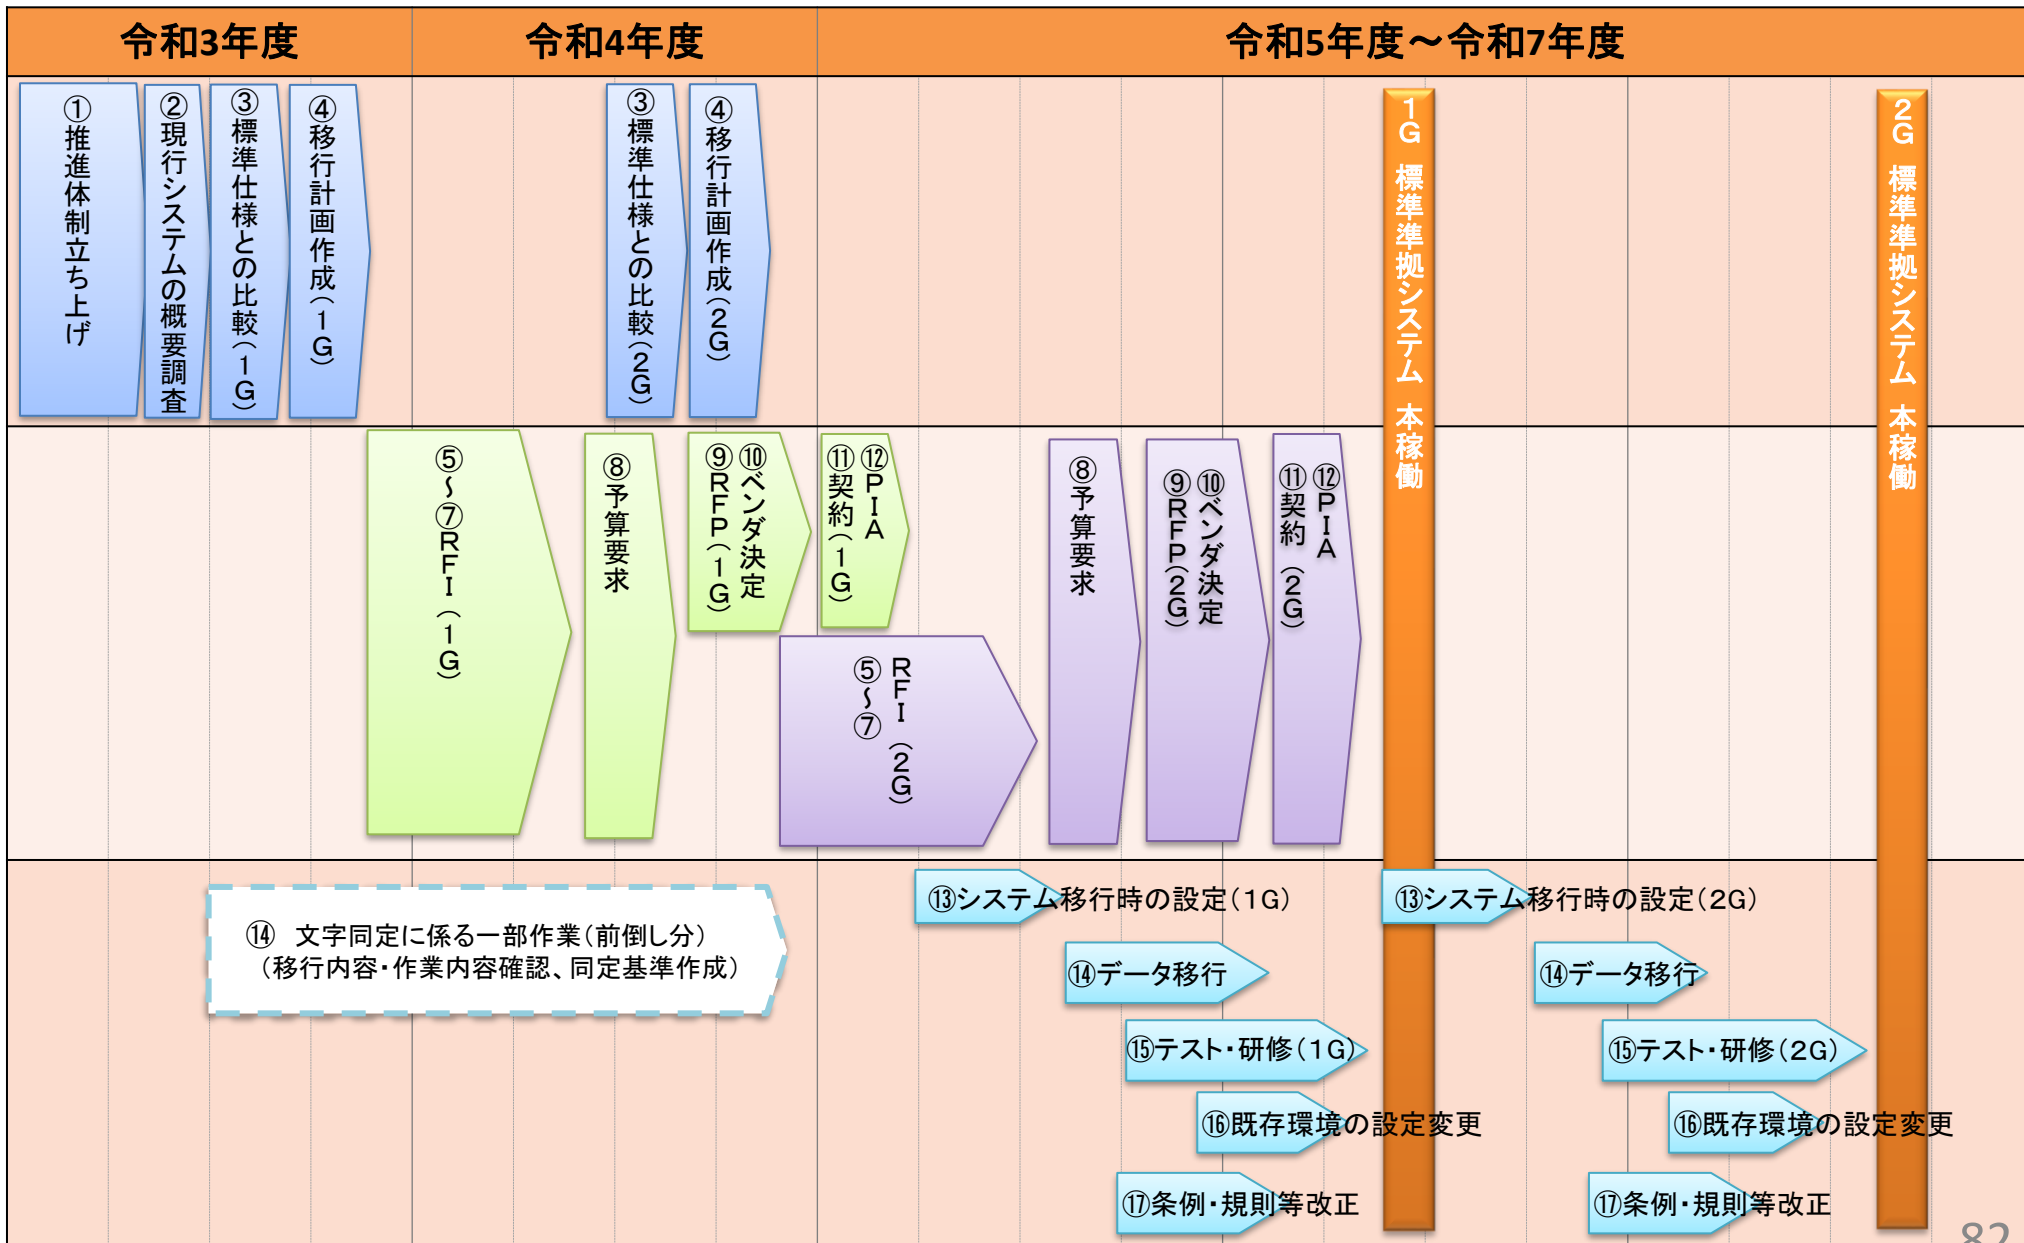 令和3年度
令和4年度
令和5年度～令和7年度
①推進体制立ち上げ
②現行システムの概要調査
③標準仕様との比較（１G）
④移行計画作成（１G）
③標準仕様との比較（２G）
④移行計画作成（２G）
１G 標準準拠システム 本稼働
２G 標準準拠システム 本稼働
⑤～⑦RFI（１G）
⑧予算要求
⑩ベンダ決定
⑨RFP（１G）
⑫PIA
⑪契約（１G）
RFI（２G）
⑤～⑦
⑧予算要求
⑩ベンダ決定
⑨RFP（２G）
⑫PIA
⑪契約（２G）
⑬システム移行時の設定（１G）
⑬システム移行時の設定（２G）
⑭ 文字同定に係る一部作業（前倒し分）
（移行内容・作業内容確認、同定基準作成）
⑭データ移行
⑭データ移行
⑮テスト・研修（１G）
⑮テスト・研修（２G）
⑯既存環境の設定変更
⑯既存環境の設定変更
⑰条例・規則等改正
⑰条例・規則等改正
82